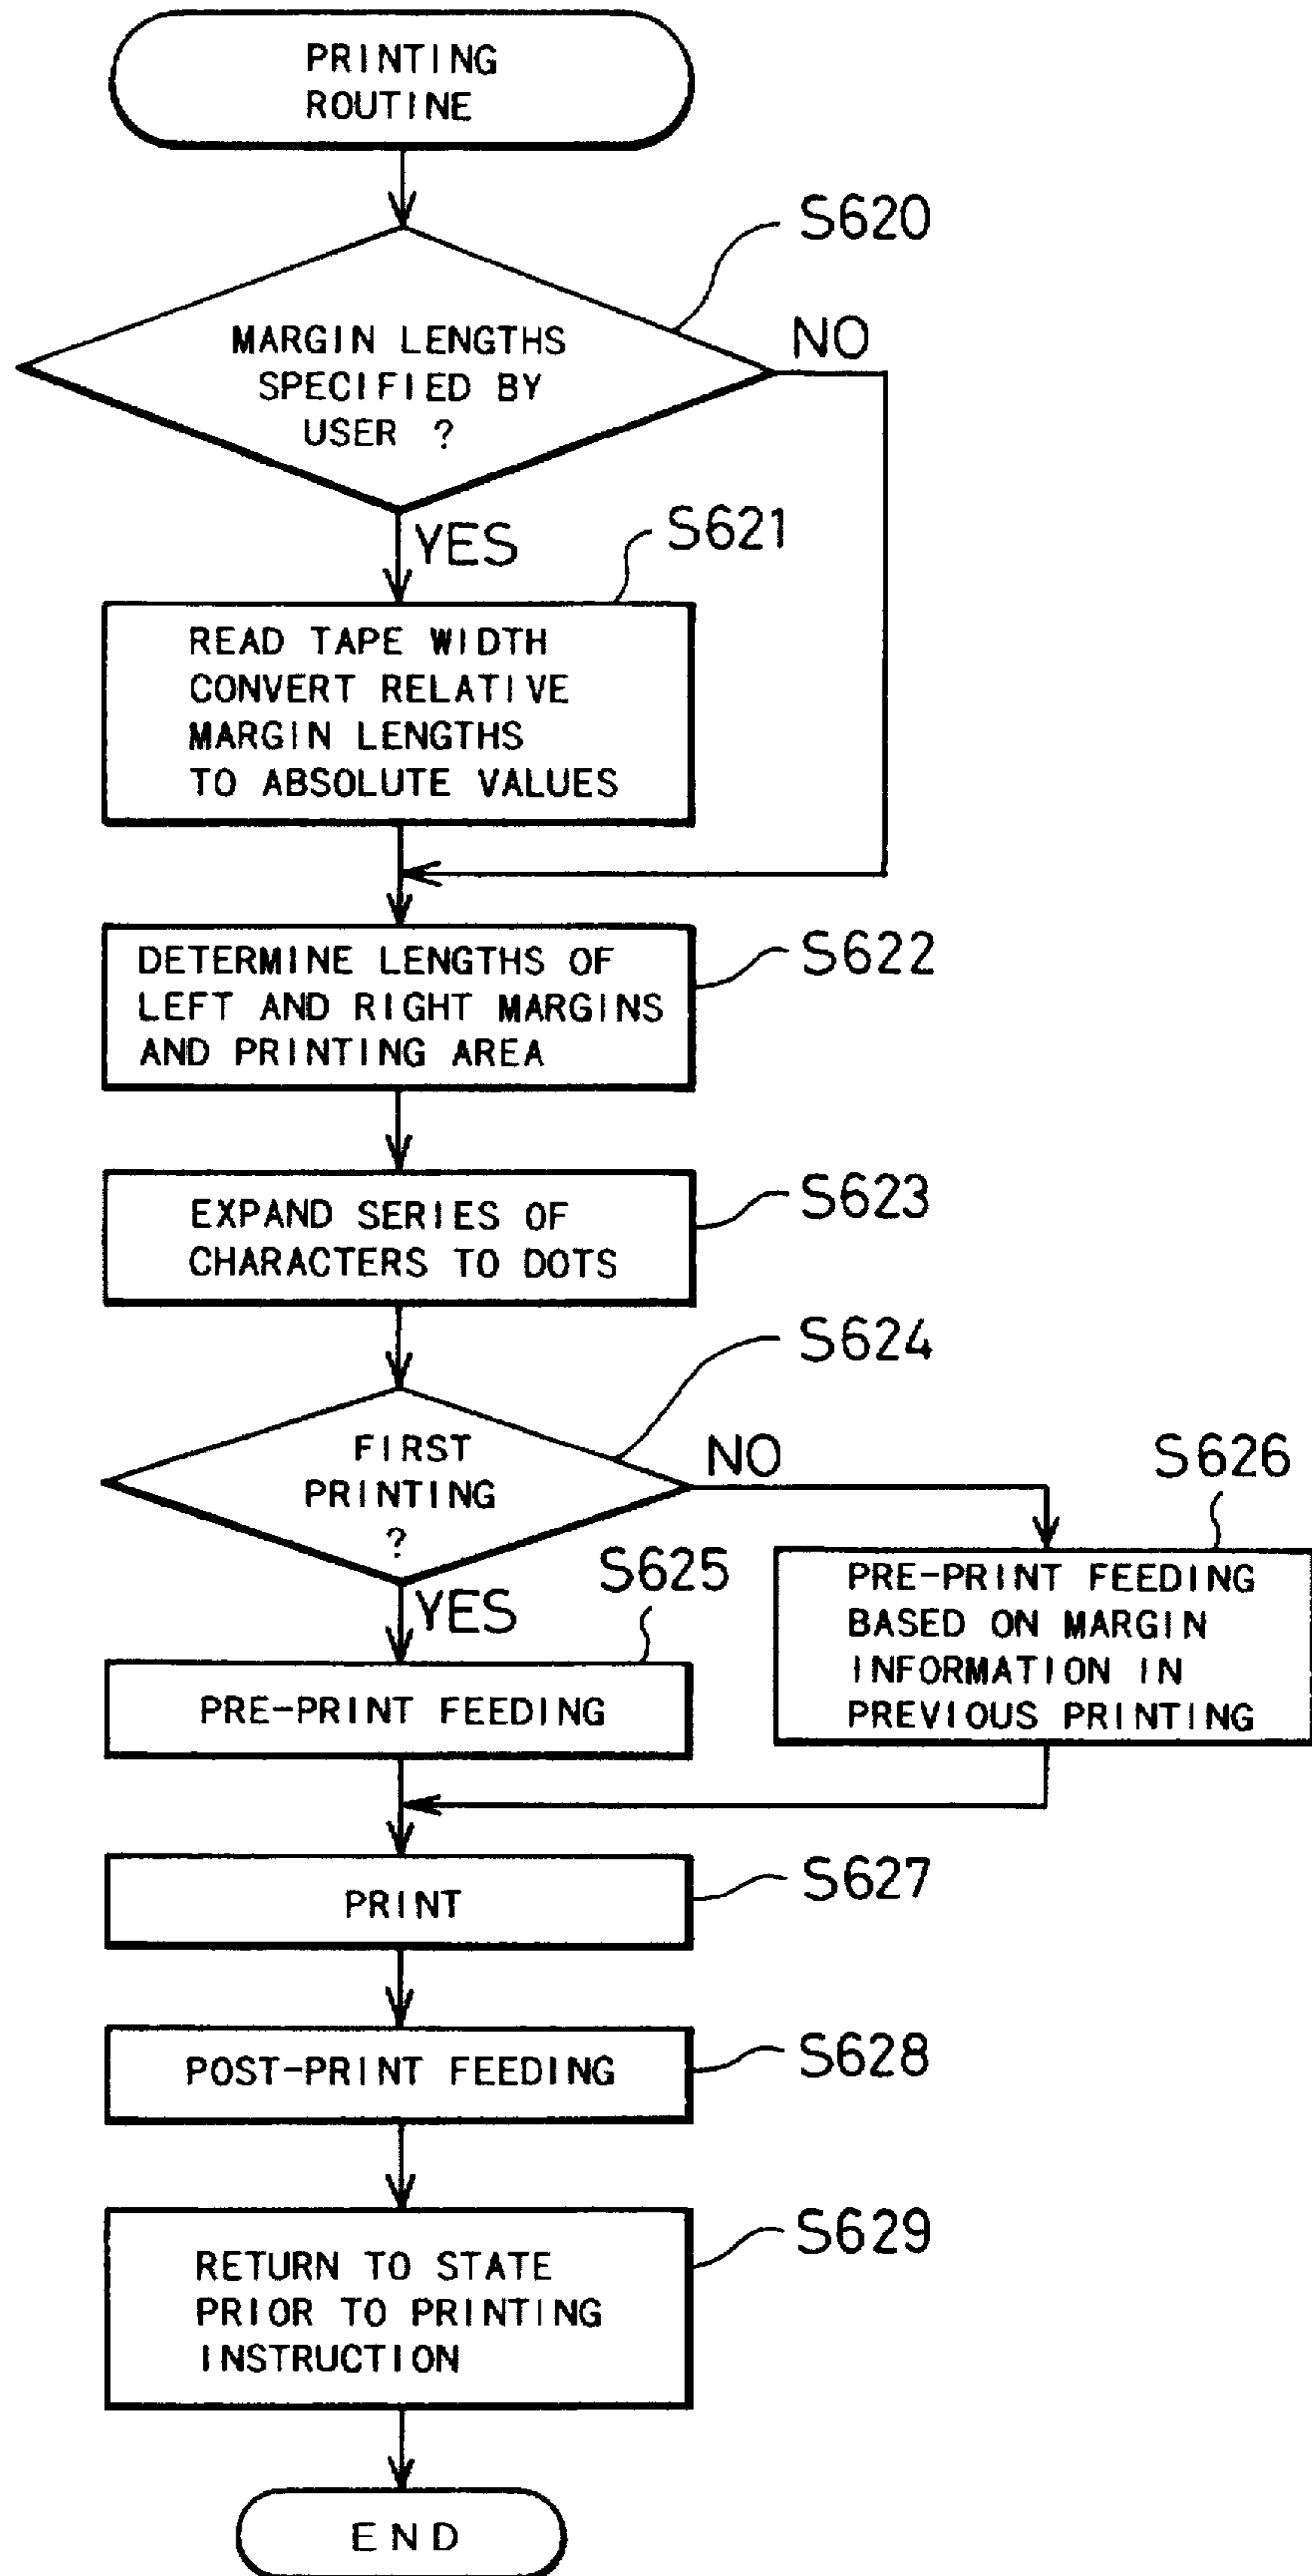 PRINTING
ROUTINE
S620
MARGIN LENGTHS
SPECIFIED BY
USER ?
NO
YES
S621
READ TAPE WIDTH
CONVERT RELATIVE
MARGIN LENGTHS
TO ABSOLUTE VALUES
S622
DETERMINE LENGTHS OF
LEFT AND RIGHT MARGINS
AND PRINTING AREA
S623
EXPAND SERIES OF
CHARACTERS TO DOTS
S624
FIRST
PRINTING
?
NO
YES
S626
PRE-PRINT FEEDING
BASED ON MARGIN
INFORMATION IN
PREVIOUS PRINTING
S625
PRE-PRINT FEEDING
S627
PRINT
S628
POST-PRINT FEEDING
S629
RETURN TO STATE
PRIOR TO PRINTING
INSTRUCTION
END